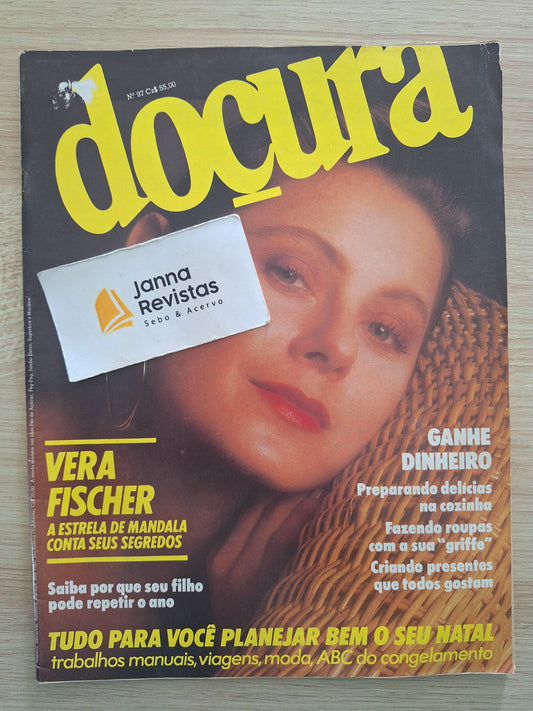 Nº 97 Cz$ 55,00
doçura
Janna
Revistas
Sebo & Acervo
VERA
FISCHER
A ESTRELA DE MANDALA
CONTA SEUS SEGREDOS
Saiba por que seu filho
pode repetir o ano
GANHE
DINHEIRO
Preparando delícias
na cozinha
Fazendo roupas
com a sua "griffe"
Criando presentes
que todos gostam
TUDO PARA VOCÊ PLANEJAR BEM O SEU NATAL
trabalhos manuais, viagens, moda, ABC do congelamento